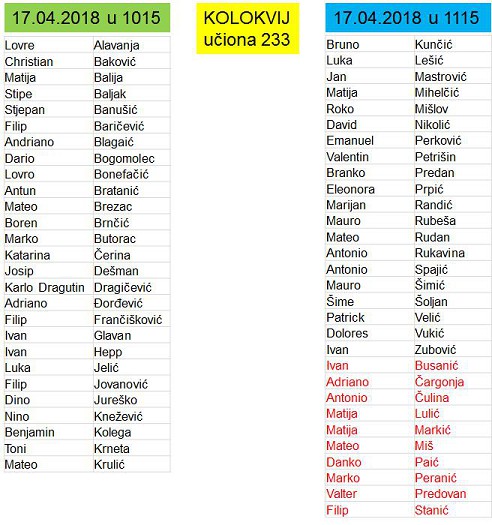 17.04.2018 u 1015
Lovre Alavanja
Christian Baković
Matija Balija
Stipe Baljak
Stjepan Banušić
Filip Baričević
Andriano Blagaić
Dario Bogomolec
Lovro Bonefačić
Antun Bratanić
Mateo Brezac
Boren Brnčić
Marko Butorac
Katarina Čerina
Josip Dešman
Karlo Dragutin Dragičević
Adriano Đorđević
Filip Frančišković
Ivan Glavan
Ivan Hepp
Luka Jelić
Filip Jovanović
Dino Jureško
Nino Knežević
Benjamin Kolega
Toni Krneta
Mateo Krulić
KOLOKVIJ
učiona 233
17.04.2018 u 1115
Bruno Kunčić
Luka Lešić
Jan Mastrović
Matija Mihelčić
Roko Mišlov
David Nikolić
Emanuel Perković
Valentin Petrišin
Branko Predan
Eleonora Prpić
Marijan Randić
Mauro Rubeša
Mateo Rudan
Antonio Rukavina
Antonio Spajić
Mauro Šimić
Šime Šoljan
Patrick Velić
Dolores Vukić
Ivan Zubović
Ivan Busanić
Adriano Čargonja
Antonio Čulina
Matija Lulić
Matija Markić
Mateo Miš
Danko Paić
Marko Peranić
Valter Predovan
Filip Stanić